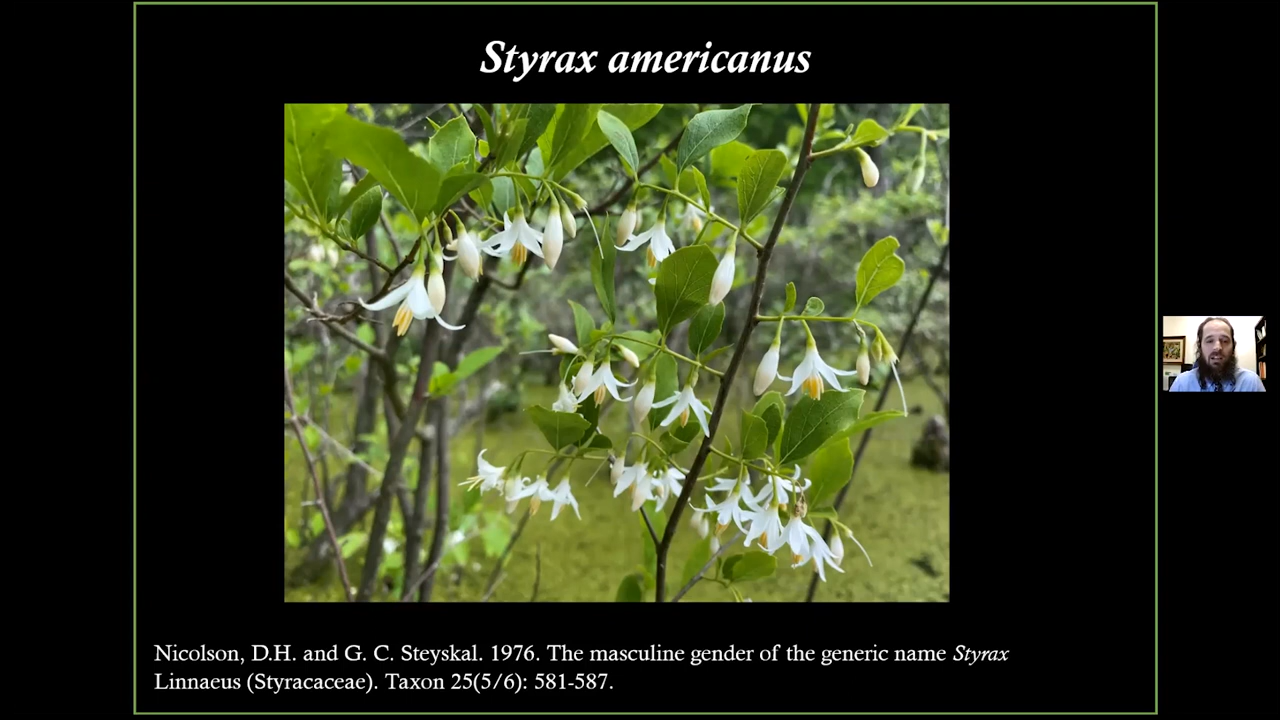 Styrax americanus
Nicolson, D.H. and G. C. Steyskal. 1976. The masculine gender of the generic name Styrax
Linnaeus (Styracaceae). Taxon 25(5/6): 581-587.